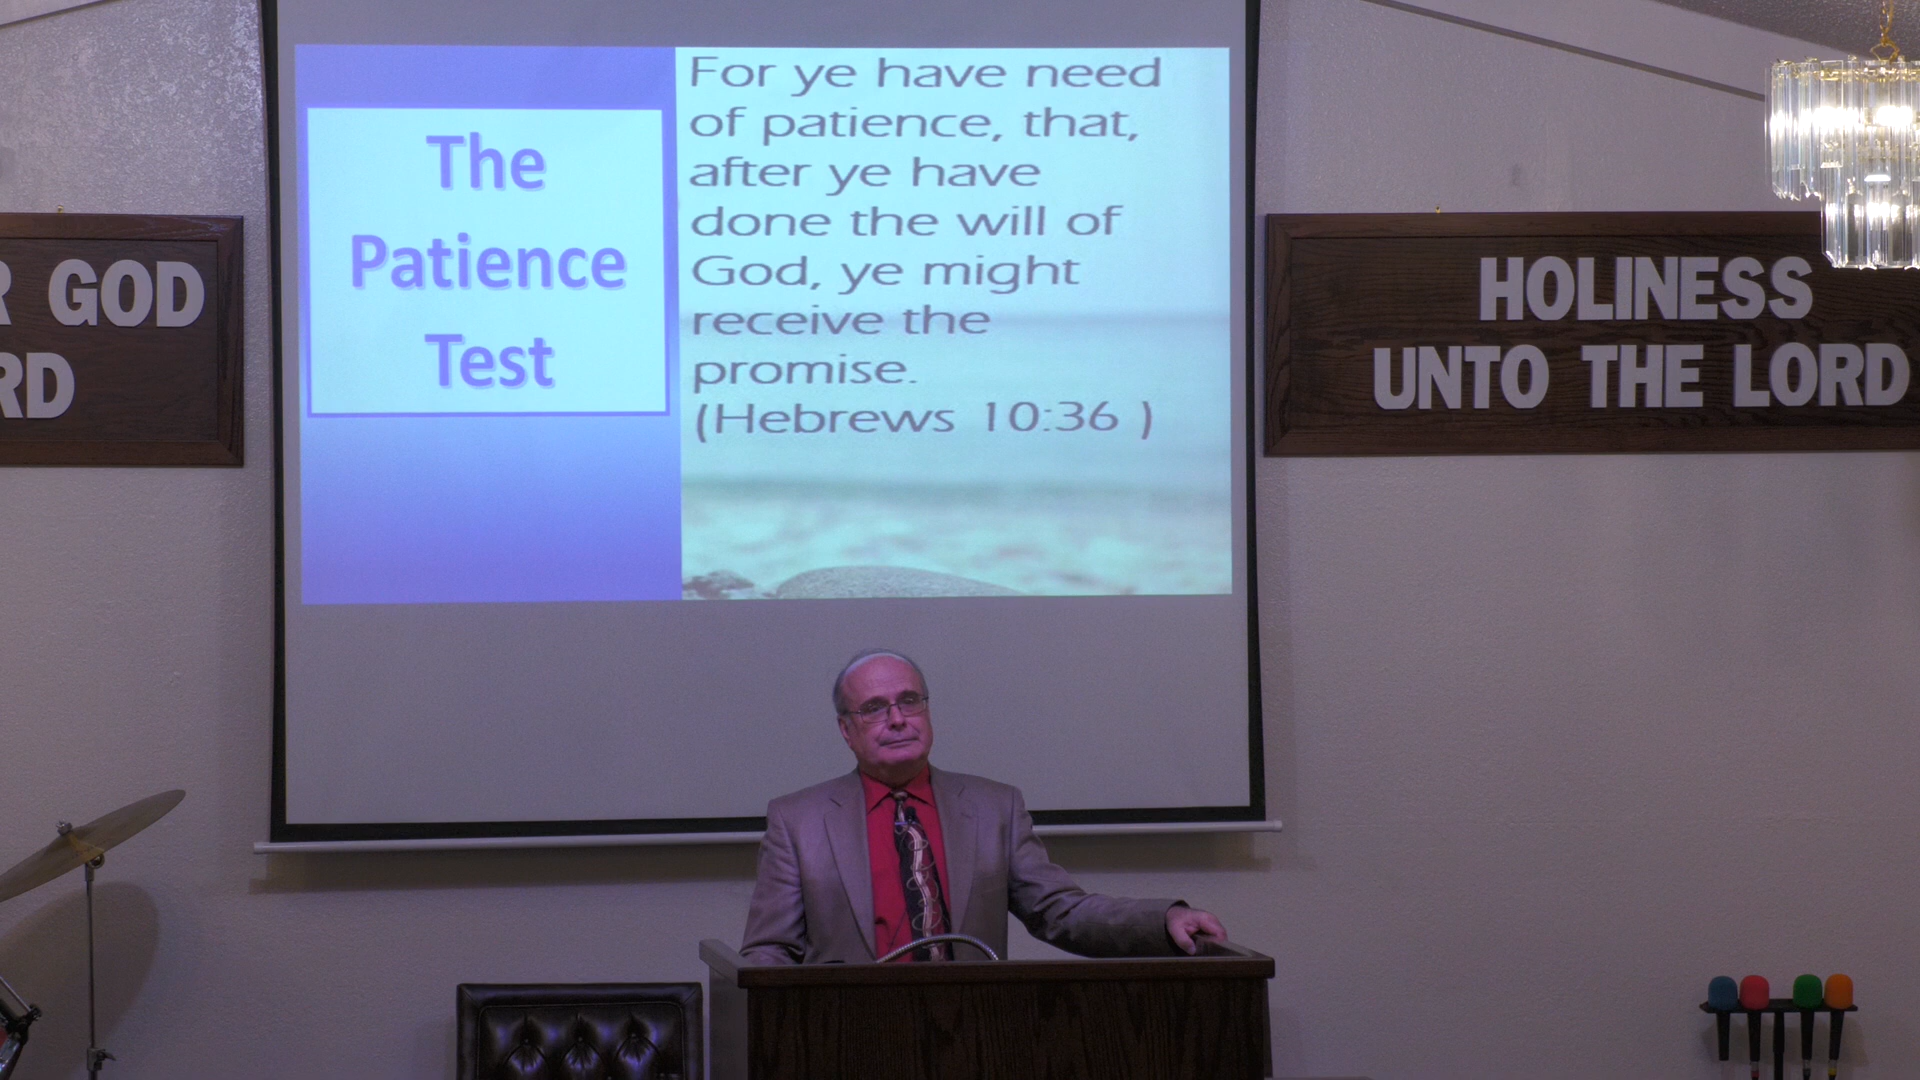 The
Patience
Test
For ye have need
of patience, that,
after ye have
done the will of
God, ye might
receive the
promise.
(Hebrews 10:36 )
GOD
HOLINESS
UNTO THE LORD